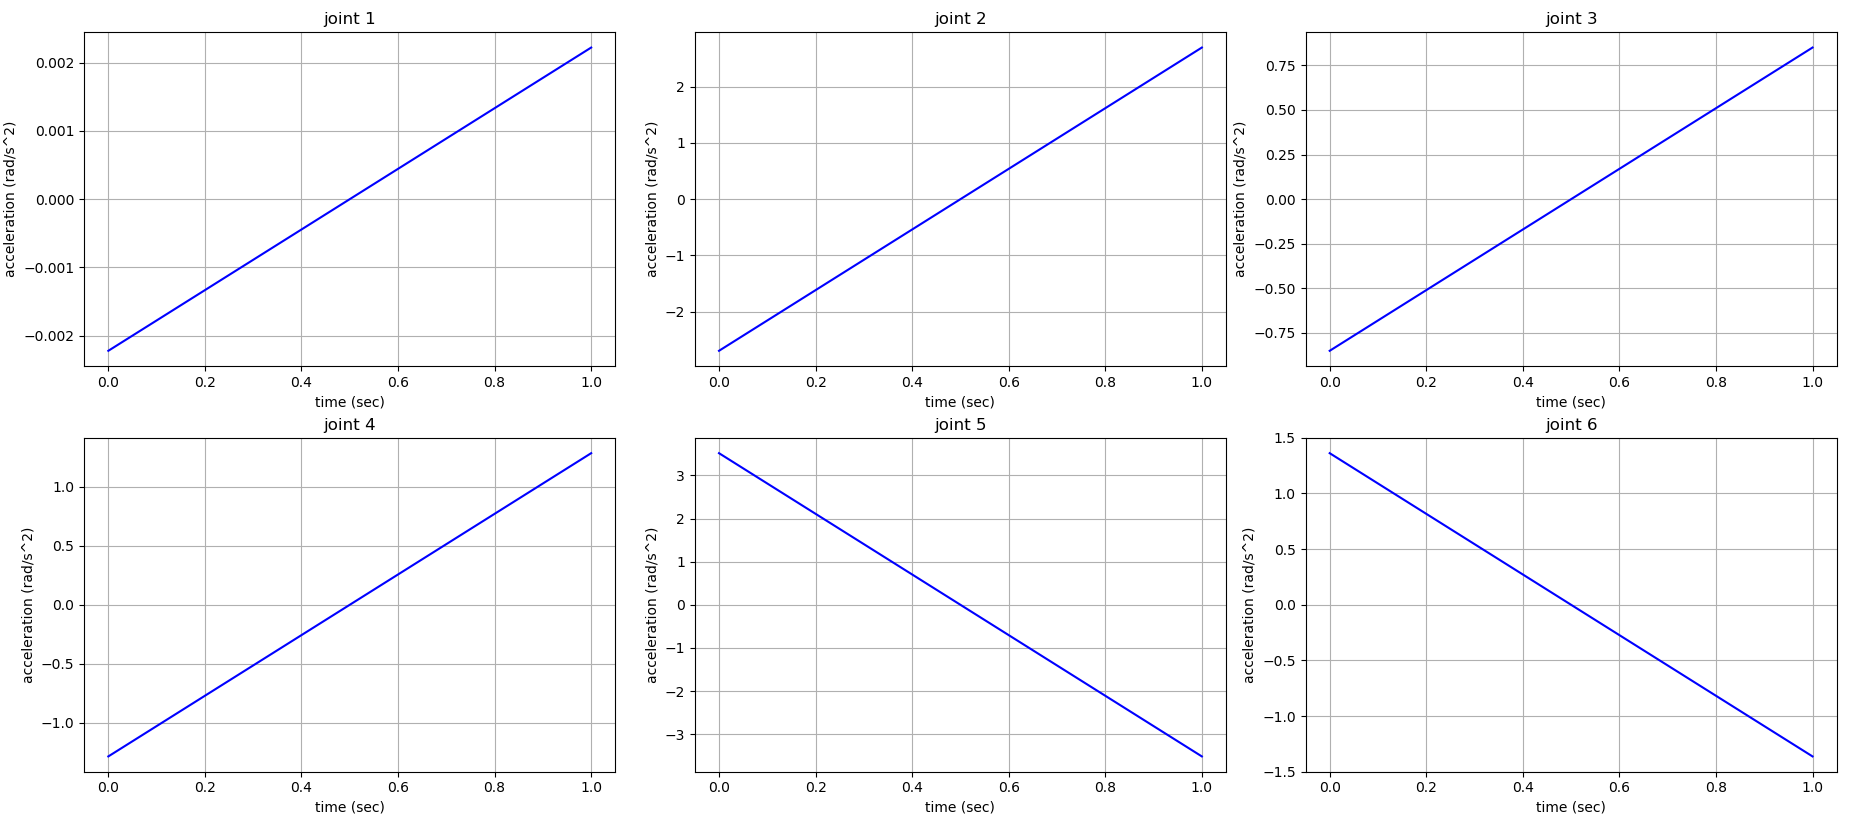 joint 1
acceleration (rad/s^2)
0.002
0.001
0.000
−0.001
−0.002
0.0 0.2 0.4 0.6 0.8 1.0
time (sec)
joint 2
acceleration (rad/s^2)
2
1
0
−1
−2
0.0 0.2 0.4 0.6 0.8 1.0
time (sec)
joint 3
acceleration (rad/s^2)
0.75
0.50
0.25
0.00
−0.25
−0.50
−0.75
0.0 0.2 0.4 0.6 0.8 1.0
time (sec)
joint 4
acceleration (rad/s^2)
1.0
0.5
0.0
−0.5
−1.0
0.0 0.2 0.4 0.6 0.8 1.0
time (sec)
joint 5
acceleration (rad/s^2)
3
2
1
0
−1
−2
−3
0.0 0.2 0.4 0.6 0.8 1.0
time (sec)
joint 6
acceleration (rad/s^2)
1.5
1.0
0.5
0.0
−0.5
−1.0
−1.5
0.0 0.2 0.4 0.6 0.8 1.0
time (sec)